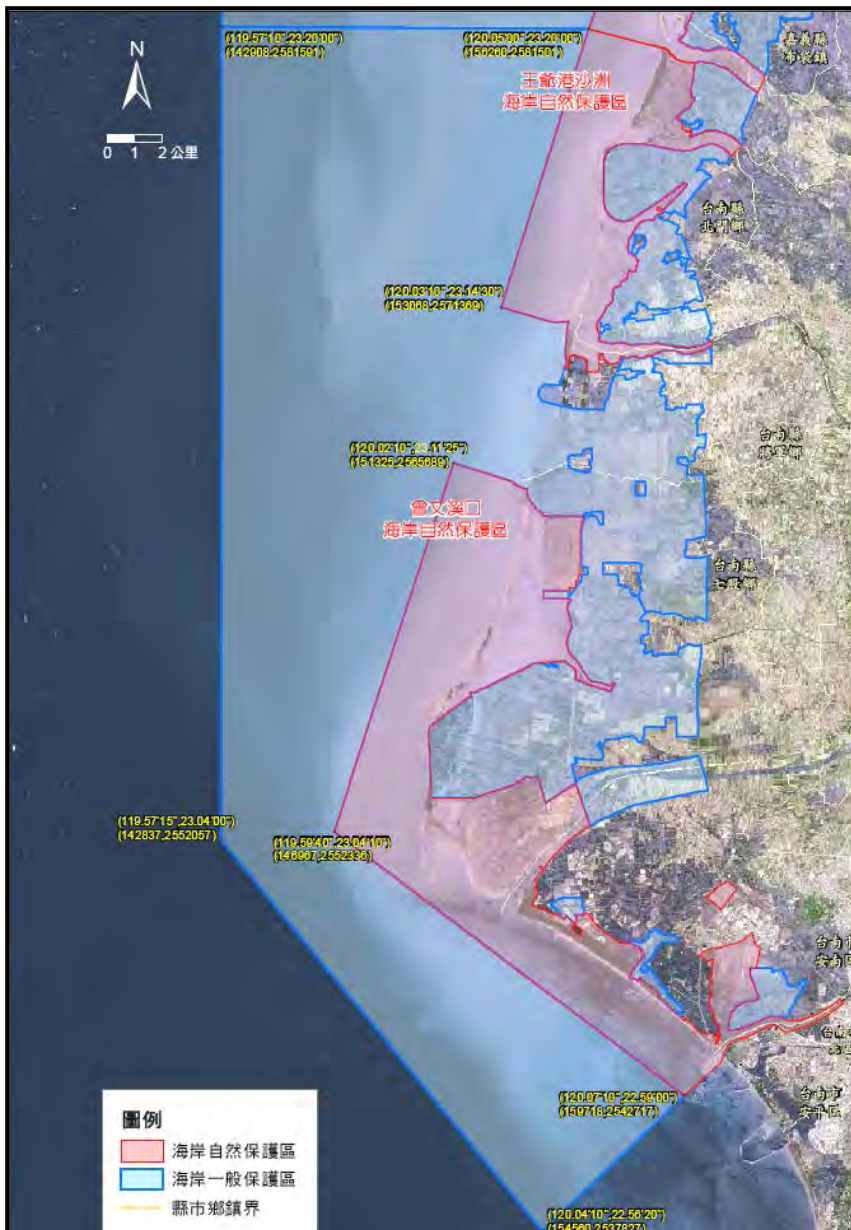 (119.57'10",23.20'00")
(142908,2581591)
(120.05'00",23.20'00")
(156260,2581501)
嘉義縣
布袋鎮
N
王爺港沙洲
海岸自然保護區
0 1 2 公里
台南縣
北門鄉
(120.03'10",23.14'30")
(153068,2571369)
台南縣
將軍鄉
(120.02'10",23.11'25")
(151325,2565689)
曾文溪口
海岸自然保護區
台南縣
七股鄉
(119.57'15",23.04'00")
(142837,2552057)
(119.59'40",23.04'10")
(146967,2552336)
台南市
安南區
(120.07'10",22.59'00")
(159718,2542717)
台南市
安平區
圖例
海岸自然保護區
海岸一般保護區
縣市鄉鎮界
(120.04'10",22.56'20")
(154560,2537827)